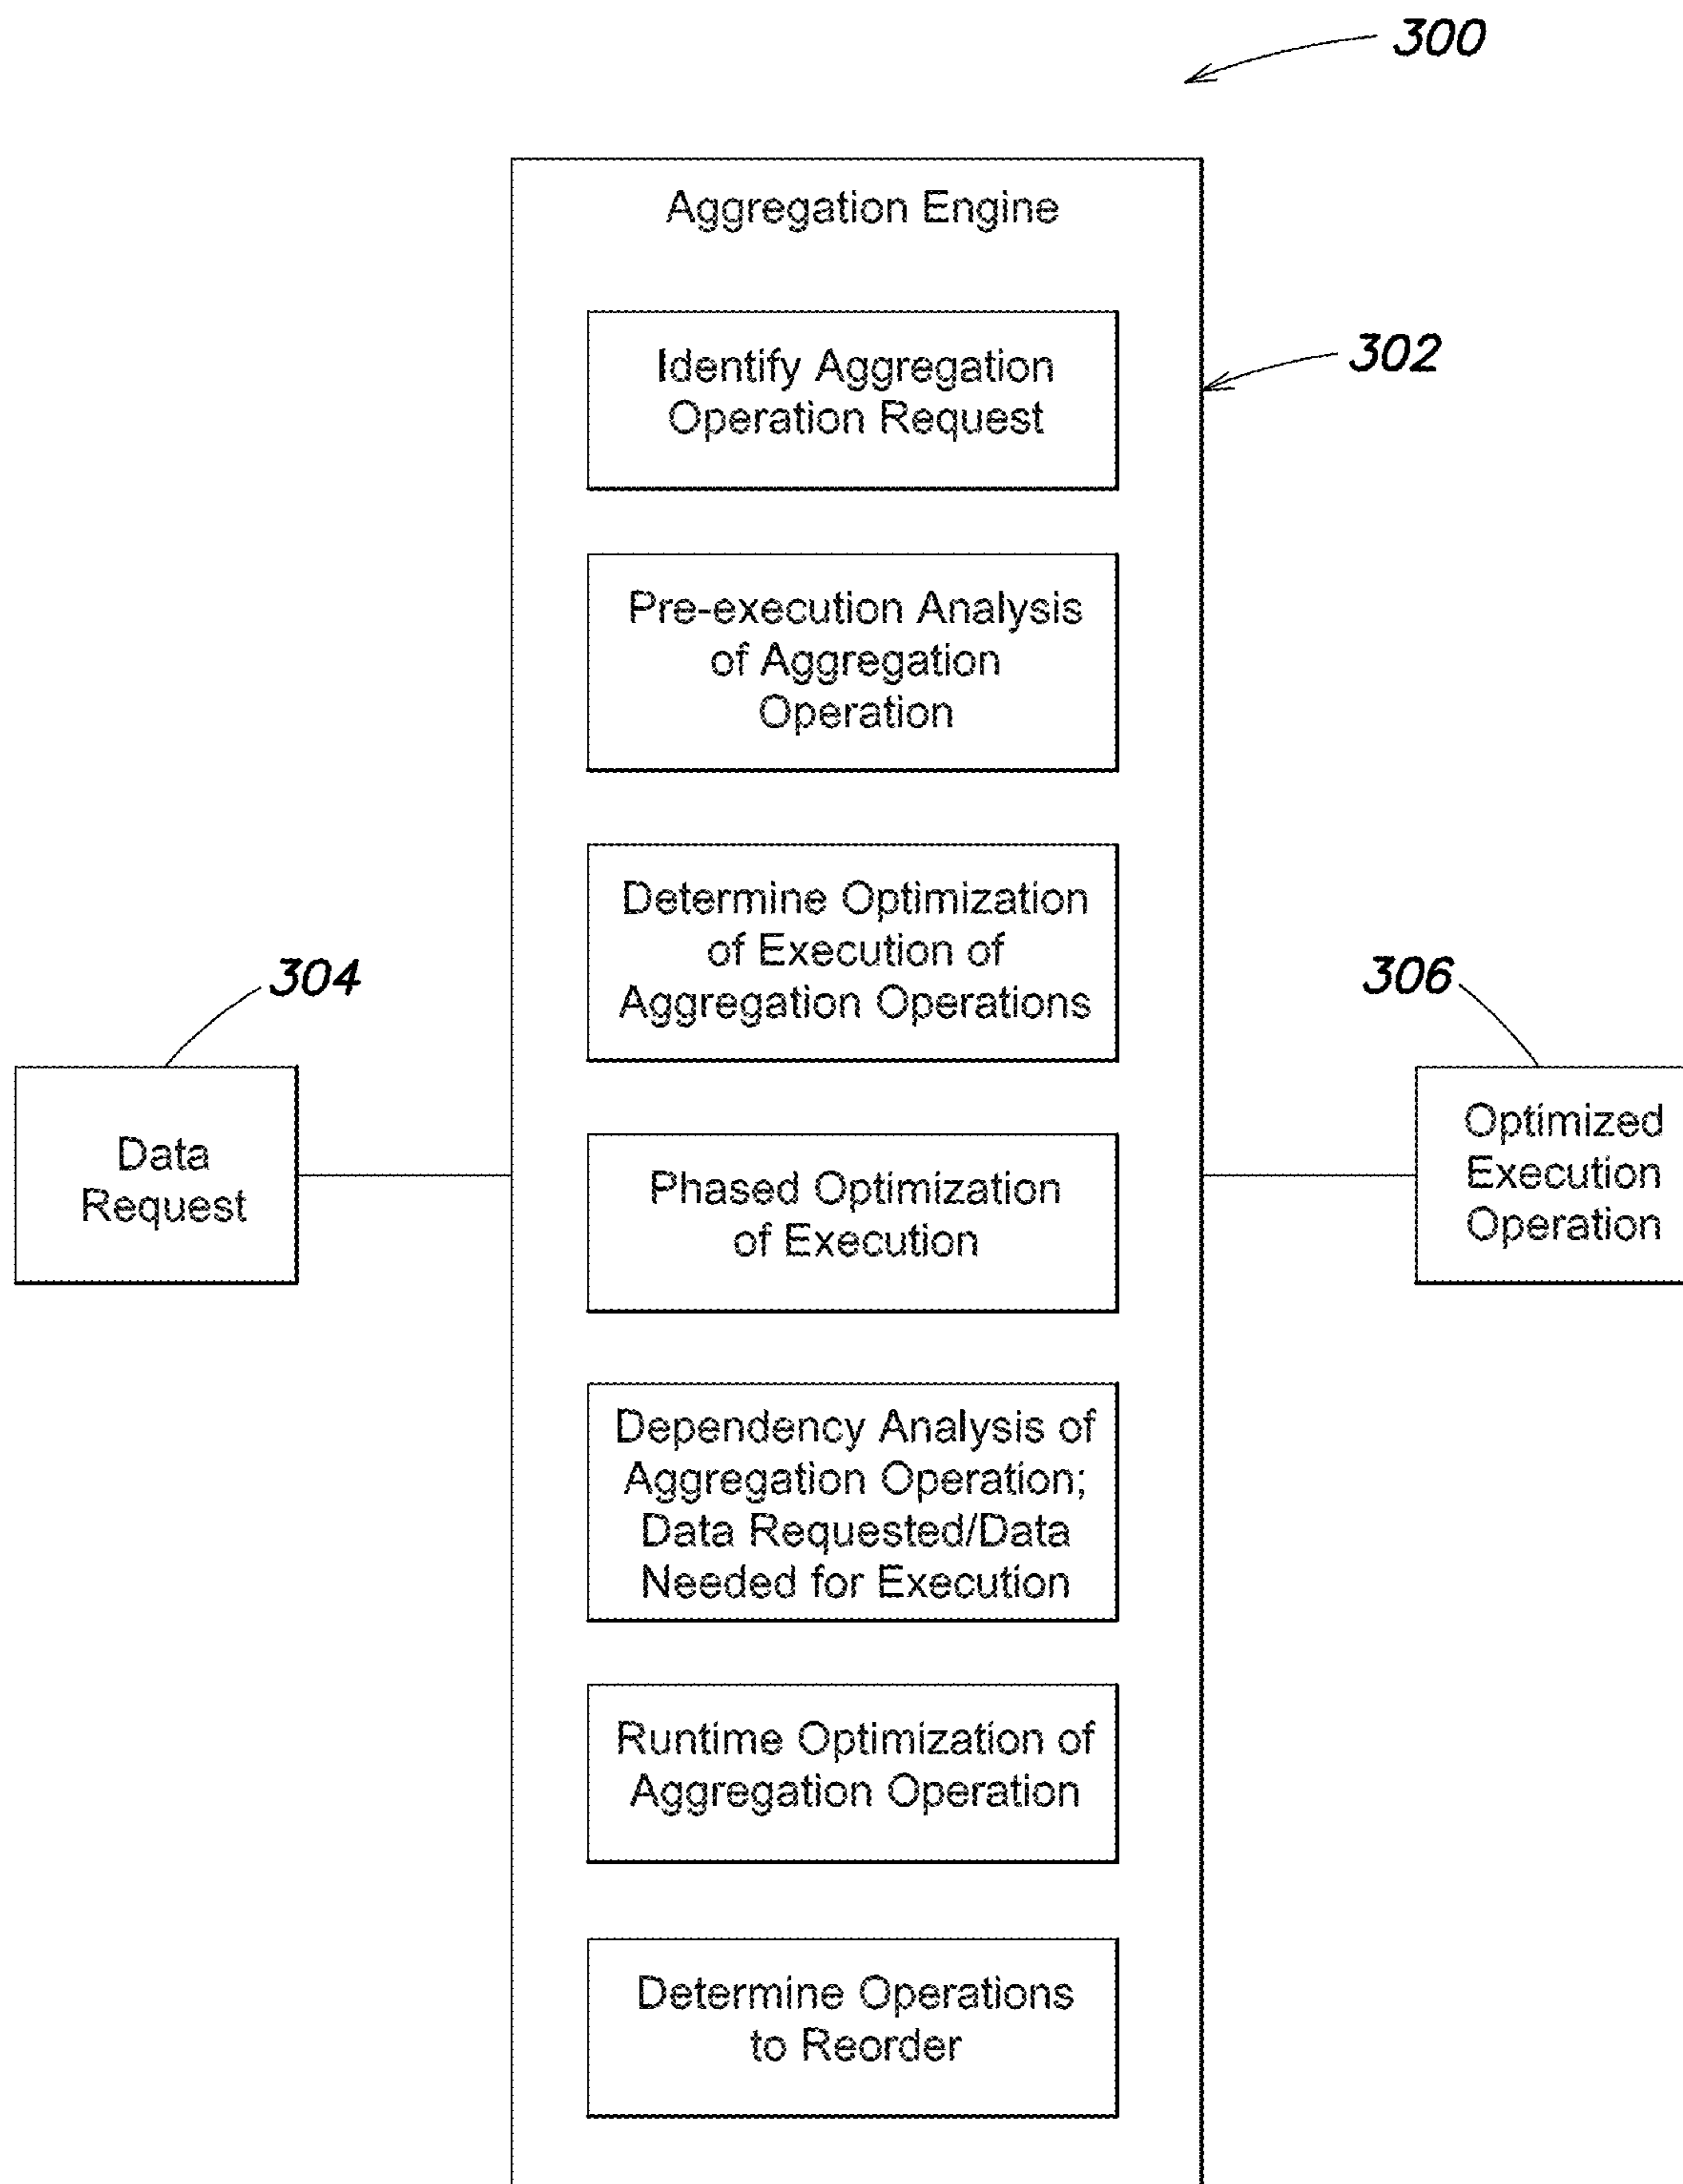 300
Aggregation Engine
302
Identify Aggregation
Operation Request
Pre-execution Analysis
of Aggregation
Operation
Determine Optimization
of Execution of
Aggregation Operations
304
306
Data
Request
Phased Optimization
of Execution
Optimized
Execution
Operation
Dependency Analysis of
Aggregation Operation;
Data Requested/Data
Needed for Execution
Runtime Optimization of
Aggregation Operation
Determine Operations
to Reorder